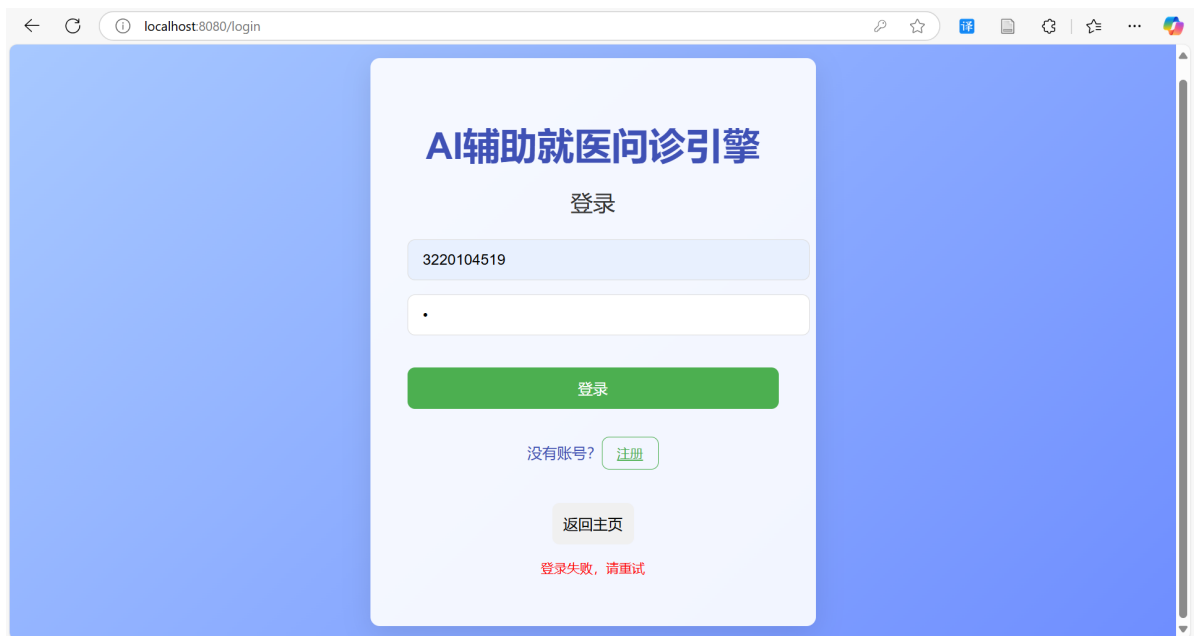 localhost:8080/login
译
AI辅助就医问诊引擎
登录
3220104519
•
登录
没有账号? 注册
返回主页
登录失败，请重试